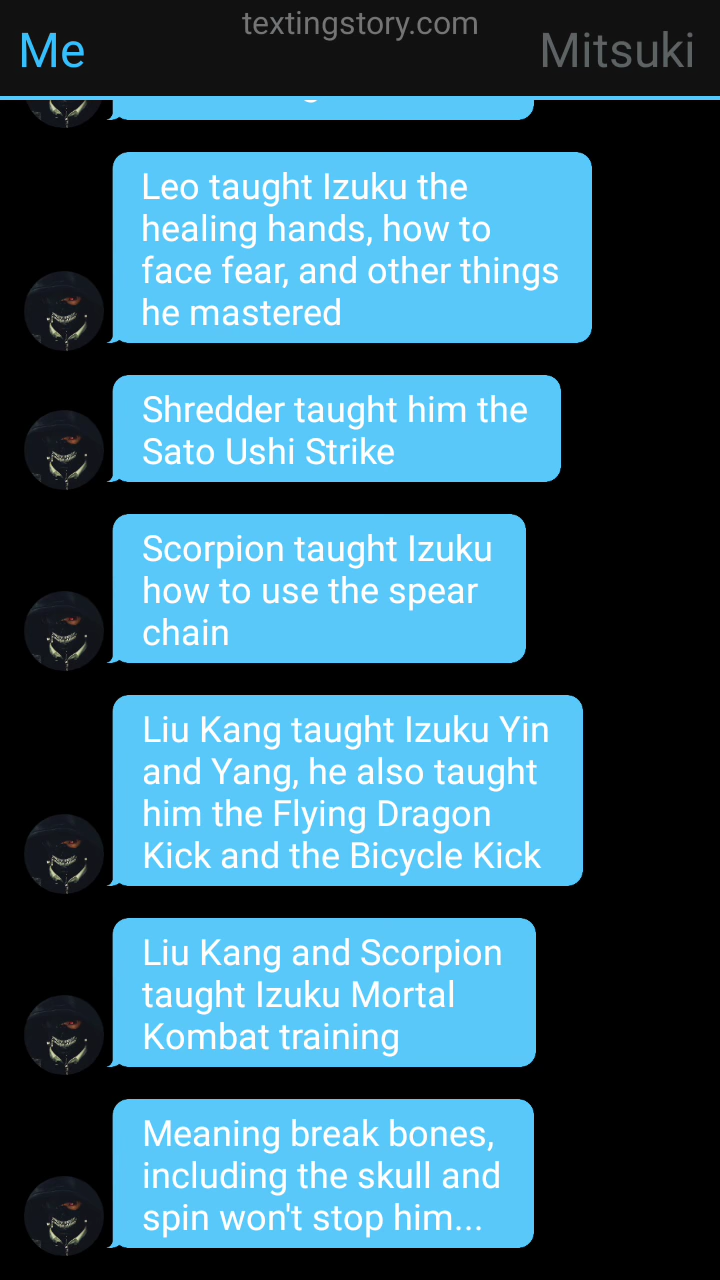 textingstory.com
Me
Mitsuki
Leo taught Izuku the
healing hands, how to
face fear, and other things
he mastered
Shredder taught him the
Sato Ushi Strike
Scorpion taught Izuku
how to use the spear
chain
Liu Kang taught Izuku Yin
and Yang, he also taught
him the Flying Dragon
Kick and the Bicycle Kick
Liu Kang and Scorpion
taught Izuku Mortal
Kombat training
Meaning break bones,
including the skull and
spin won't stop him...